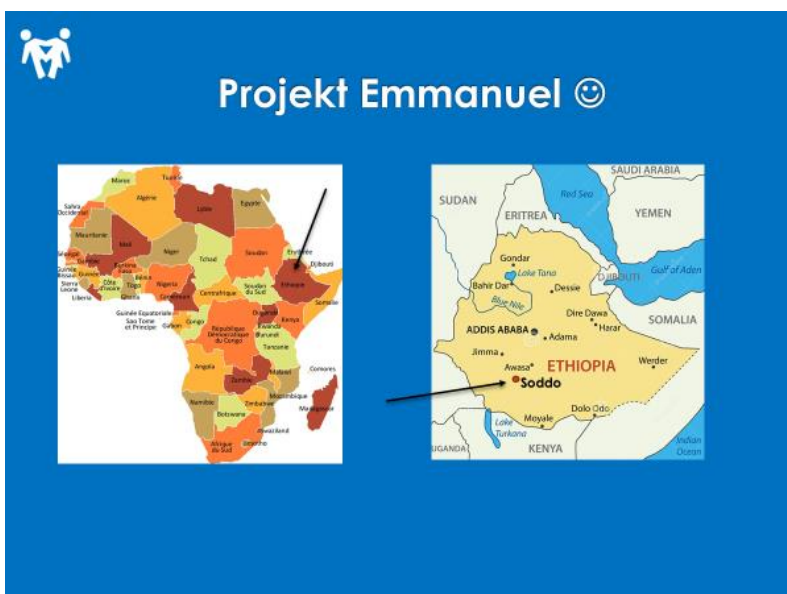 Projekt Emmanuel ☺
Maroc
Tunisie
Algérie
Libye
Egypte
Sahra
Occidental
Mauritanie
Mali
Niger
Tchad
Soudan
Erythrée
Djibouti
Sénégal
Gambie
Guinée
Bissau
Guinée
Burkina
Faso
Bénin
Sierra
Leone
Côte
d'Ivoire
Togo
Ghana
Liberia
Nigeria
Cameroun
Centrafrique
Soudan
du Sud
Ethiopie
Somalie
Guinée Equatoriale
Sao Tome
et Principe
Gabon
Congo
République
Démocratique
du Congo
Ouganda
Kenya
Rwanda
Burundi
Tanzanie
Comores
Angola
Zambie
Malawi
Mozambique
Zimbabwe
Madagascar
Namibie
Botswana
Swaziland
Lesotho
Afrique
du Sud
SAUDI ARABIA
SUDAN
Red Sea
ERITREA
YEMEN
Gondar
Lake Tana
DJIBOUTI
Gulf of Aden
Bahir Dar
Dessie
Blue Nile
Dire Dawa
Harar
SOMALIA
ADDIS ABABA
Adama
Jimma
Awasa
ETHIOPIA
Werder
Soddo
Dolo Odo
Moyale
Lake
Turkana
UGANDA
KENYA
Indian
Ocean